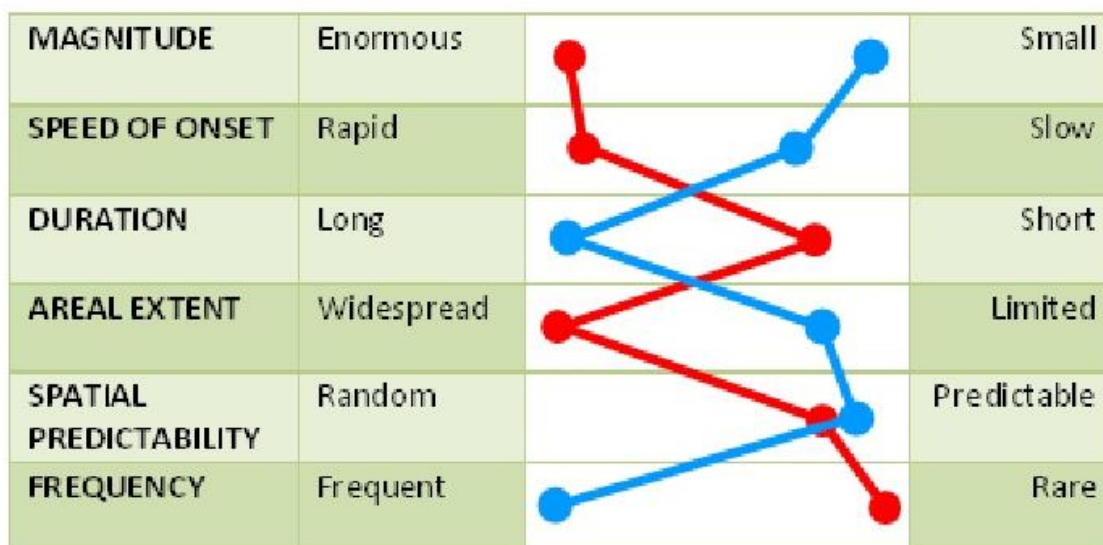 MAGNITUDE Enormous Small
SPEED OF ONSET Rapid Slow
DURATION Long Short
AREAL EXTENT Widespread Limited
SPATIAL Random Predictable
PREDICTABILITY
FREQUENCY Frequent Rare